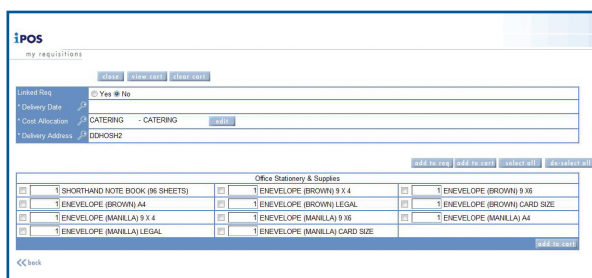 iPOS
my requisitions
close view cart clear cart
Linked Req Yes No
* Delivery Date
* Cost Allocation CATERING - CATERING edit
* Delivery Address DDHOSH2
add to req add to cart select all de-select all
Office Stationery & Supplies
1 SHORTHAND NOTE BOOK (96 SHEETS) 1 ENEVELOPE (BROWN) 9 X 4 1 ENEVELOPE (BROWN) 9 X6
1 ENEVELOPE (BROWN) A4 1 ENEVELOPE (BROWN) LEGAL 1 ENEVELOPE (BROWN) CARD SIZE
1 ENEVELOPE (MANILLA) 9 X 4 1 ENEVELOPE (MANILLA) 9 X6 1 ENEVELOPE (MANILLA) A4
1 ENEVELOPE (MANILLA) LEGAL 1 ENEVELOPE (MANILLA) CARD SIZE
add to cart
back